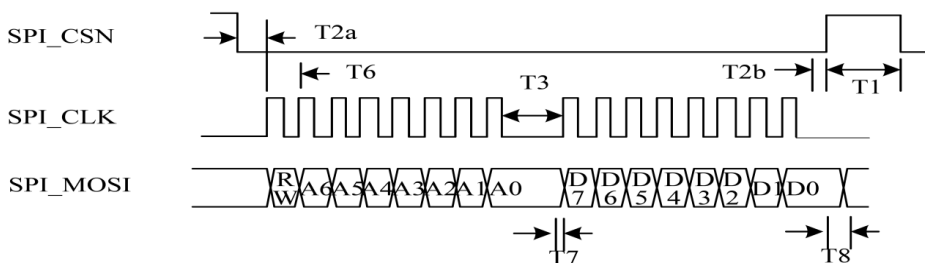 SPI_CSN
T2a
T2b
T1
T6
T3
SPI_CLK
SPI_MOSI
RW A6 A5 A4 A3 A2 A1 A0 D7 D6 D5 D4 D3 D2 D1 D0
T7
T8